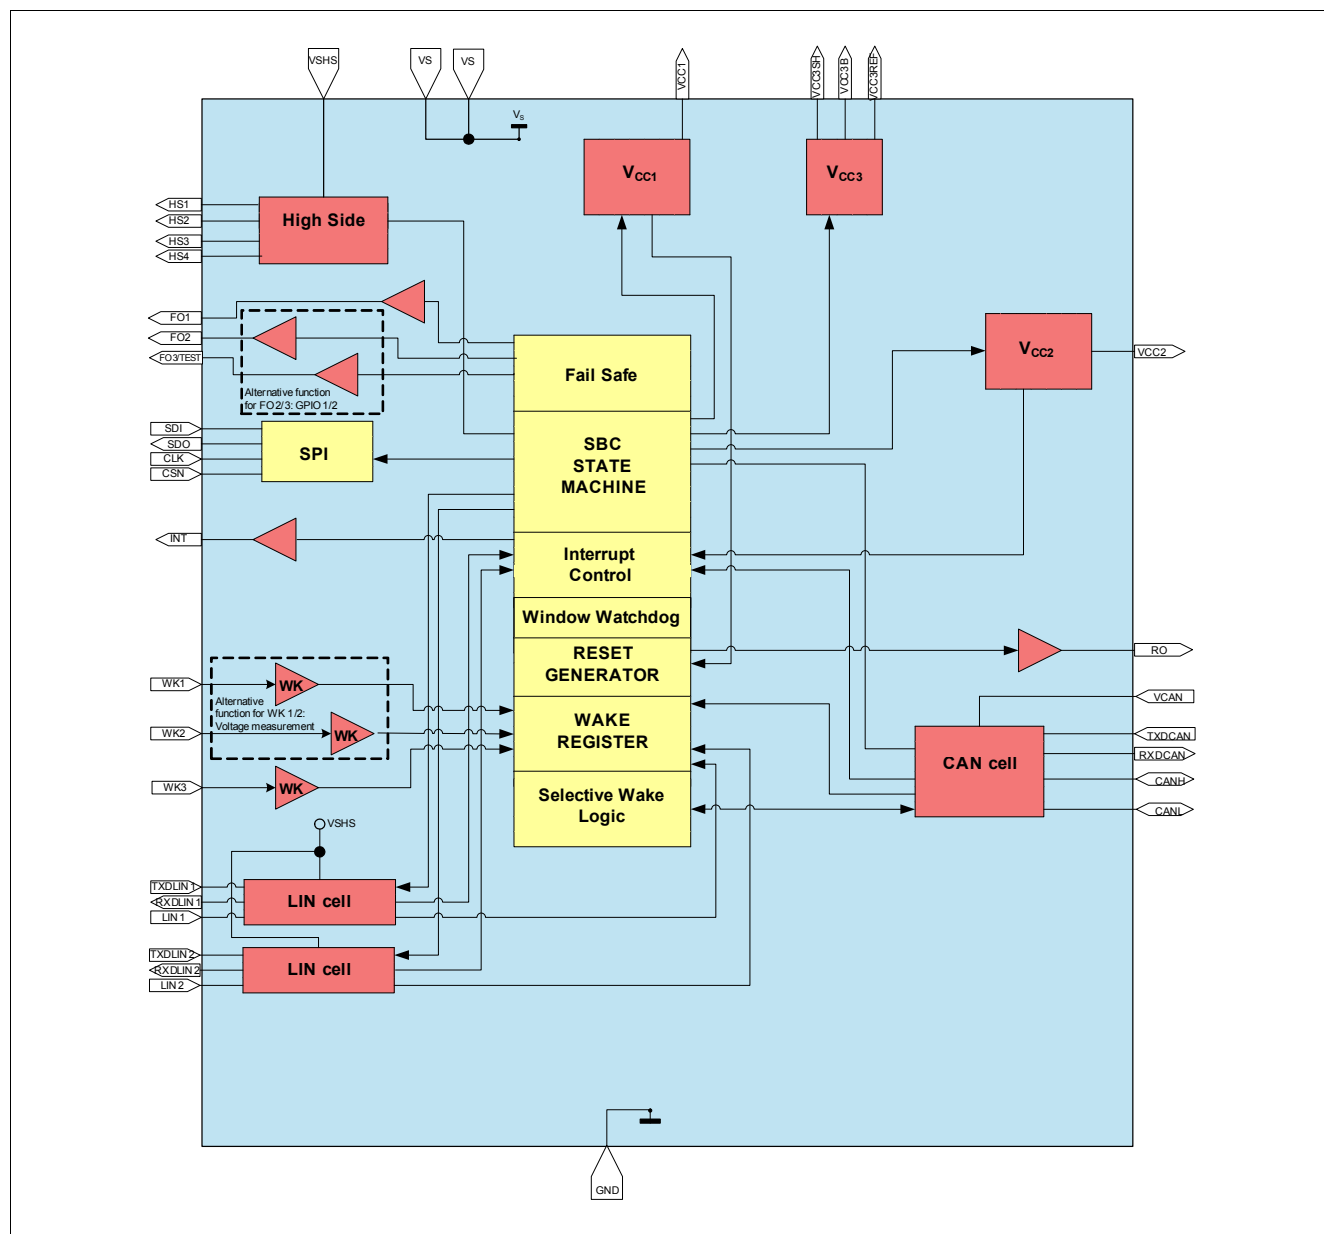 VSHS
VS
VS
VCC1
VCC3SH
VCC3B
VCC3REF
VS
VCC1
VCC3
HS1
HS2
HS3
HS4
High Side
FO1
FO2
FO3/TEST
Alternative function
for FO2/3: GPIO1/2
VCC2
VCC2
Fail Safe
SDI
SDO
CLK
CSN
SPI
SBC
STATE
MACHINE
INT
Interrupt
Control
Window Watchdog
RESET
GENERATOR
RO
WK1
WK
Alternative
function for WK1/2:
Voltage measurement
WK2
WK
WK3
WK
WAKE
REGISTER
Selective Wake
Logic
VCAN
TXDCAN
RXDCAN
CANH
CANL
CAN cell
VSHS
TXDLIN1
RXDLIN1
LIN1
LIN cell
TXDLIN2
RXDLIN2
LIN2
LIN cell
GND